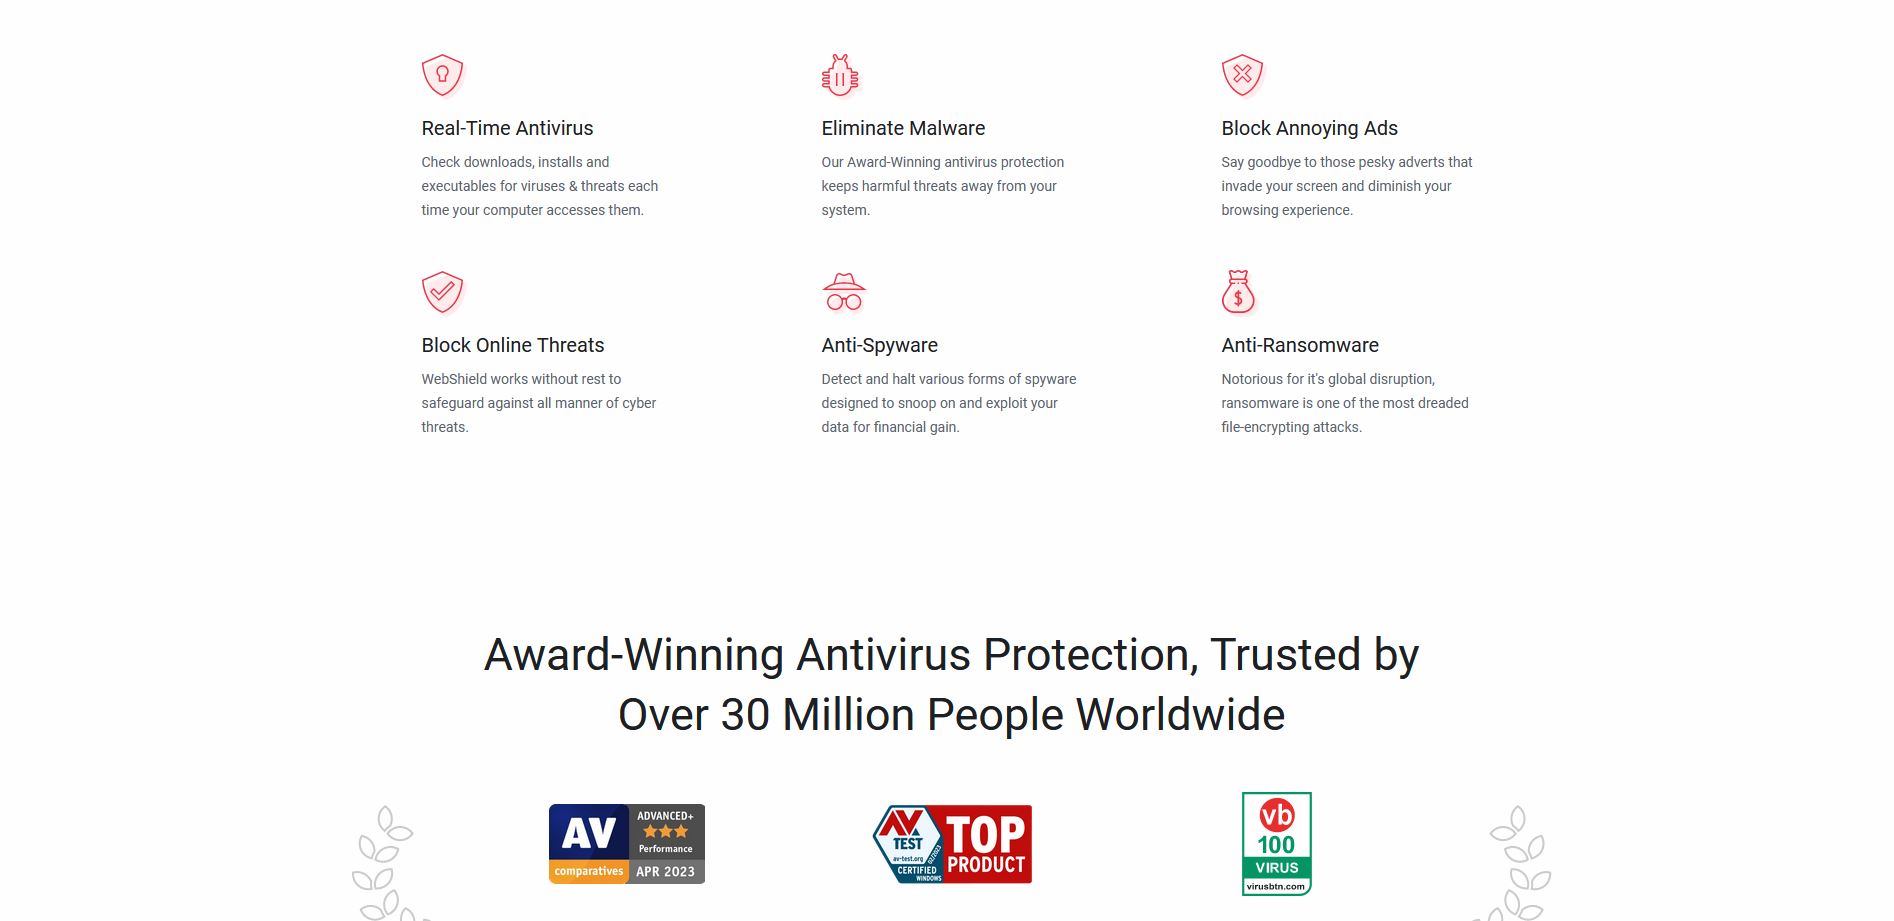 Real-Time Antivirus
Check downloads, installs and
executables for viruses & threats each
time your computer accesses them.
Eliminate Malware
Our Award-Winning antivirus protection
keeps harmful threats away from your
system.
Block Annoying Ads
Say goodbye to those pesky adverts that
invade your screen and diminish your
browsing experience.
Block Online Threats
WebShield works without rest to
safeguard against all manner of cyber
threats.
Anti-Spyware
Detect and halt various forms of spyware
designed to snoop on and exploit your
data for financial gain.
$
Anti-Ransomware
Notorious for it's global disruption,
ransomware is one of the most dreaded
file-encrypting attacks.
Award-Winning Antivirus Protection, Trusted by
Over 30 Million People Worldwide
AV
comparatives
ADVANCED+
Performance
APR 2023
AV
TEST
av-test.org
CERTIFIED
WINDOWS
TOP
PRODUCT
vb
100
VIRUS
virusbtn.com